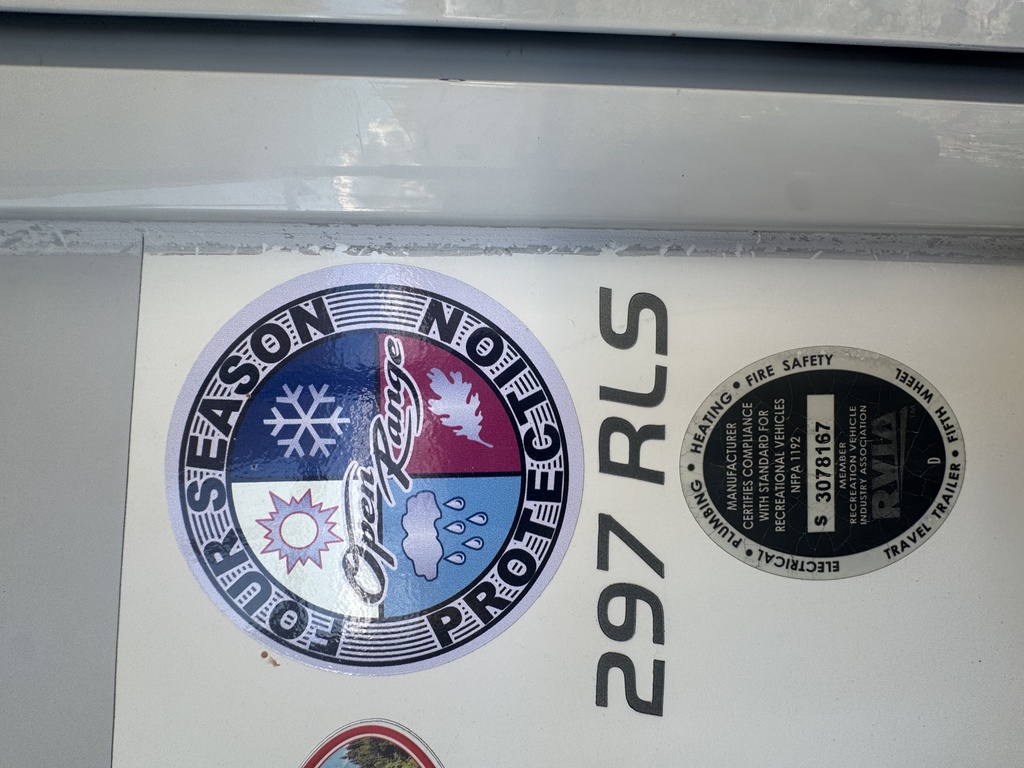 FOUR SEASON
Open
Range
PROTECTION
297 RLS
PLUMBING • HEATING • FIRE SAFETY
MANUFACTURER
CERTIFIES COMPLIANCE
WITH STANDARD FOR
RECREATIONAL VEHICLES
NFPA 1192
S 3078167
MEMBER
RECREATION VEHICLE
INDUSTRY ASSOCIATION
RVIA™
D
ELECTRICAL •
TRAVEL TRAILER • FIFTH WHEEL